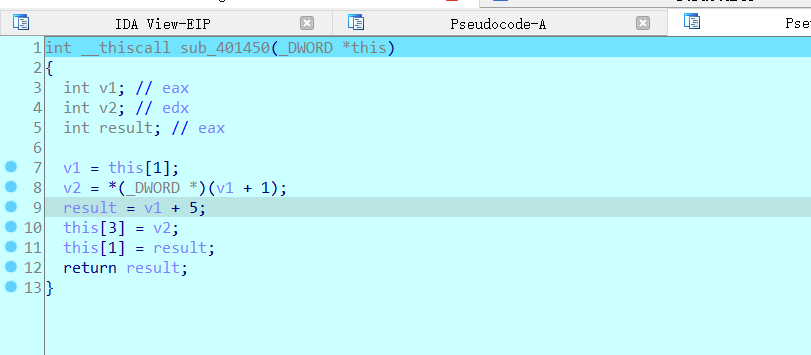 IDA View-EIP Pseudocode-A Pse
1 int __thiscall sub_401450(_DWORD *this)
2 {
3   int v1; // eax
4   int v2; // edx
5   int result; // eax
6
7   v1 = this[1];
8   v2 = *(_DWORD *)(v1 + 1);
9   result = v1 + 5;
10   this[3] = v2;
11   this[1] = result;
12   return result;
13 }